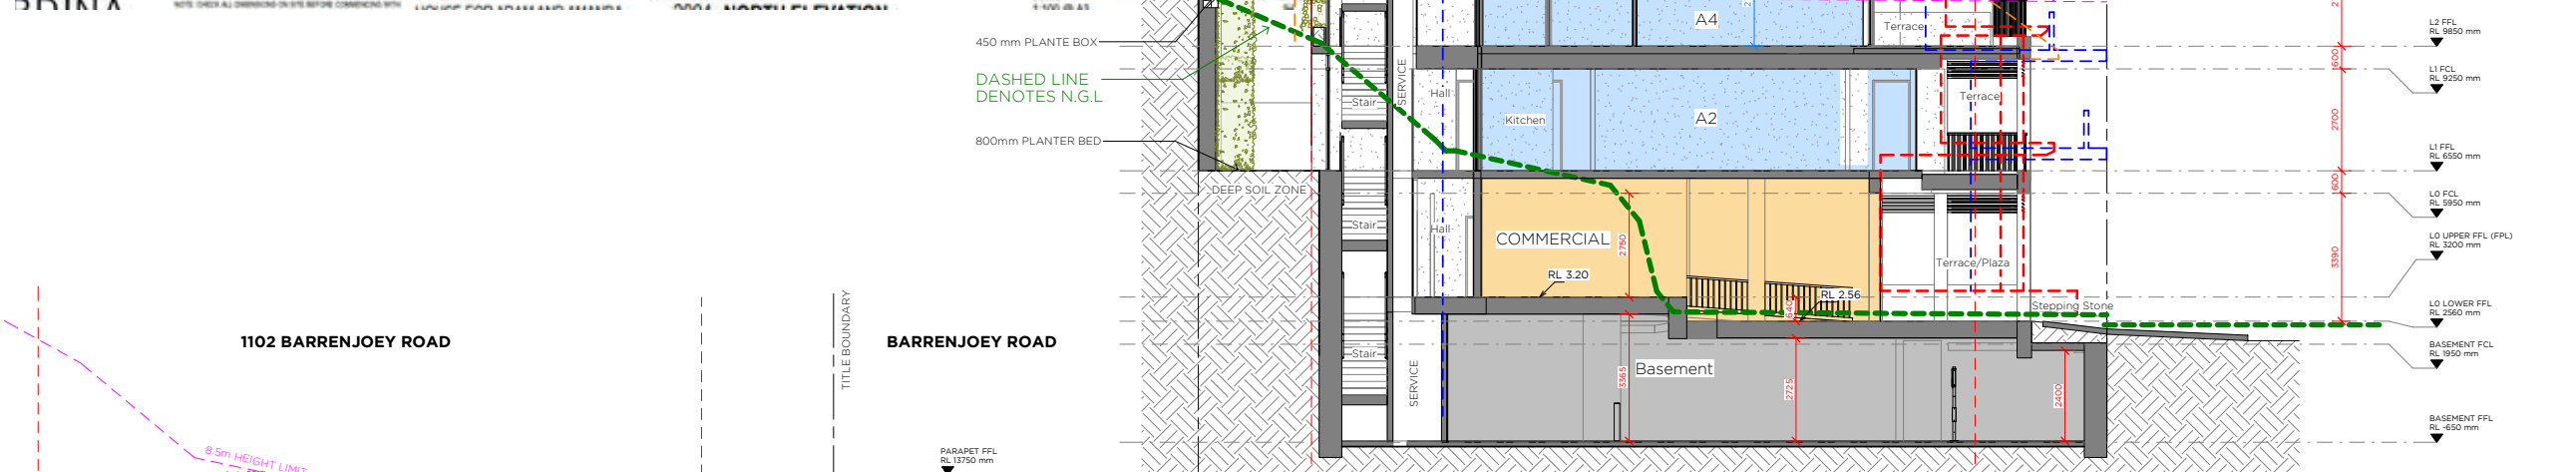 450 mm PLANTE BOX
DASHED LINE
DENOTES N.G.L
800mm PLANTER BED
DEEP SOIL ZONE
Stair
SERVICE
Hall
A4
Terrace
Kitchen
A2
Terrace
Stair
Hall
COMMERCIAL
2750
RL 3.20
RL 2.56
640
Terrace/Plaza
Stepping Stone
Stair
SERVICE
3365
Basement
2725
2400
600
2700
600
3390
L2 FFL
RL 9850 mm
L1 FCL
RL 9250 mm
L1 FFL
RL 6550 mm
L0 FCL
RL 5950 mm
L0 UPPER FFL (FPL)
RL 3200 mm
L0 LOWER FFL
RL 2560 mm
BASEMENT FCL
RL 1950 mm
BASEMENT FFL
RL -650 mm
1102 BARRENJOEY ROAD
TITLE BOUNDARY
BARRENJOEY ROAD
8.5m HEIGHT LIMIT
PARAPET FFL
RL 13750 mm